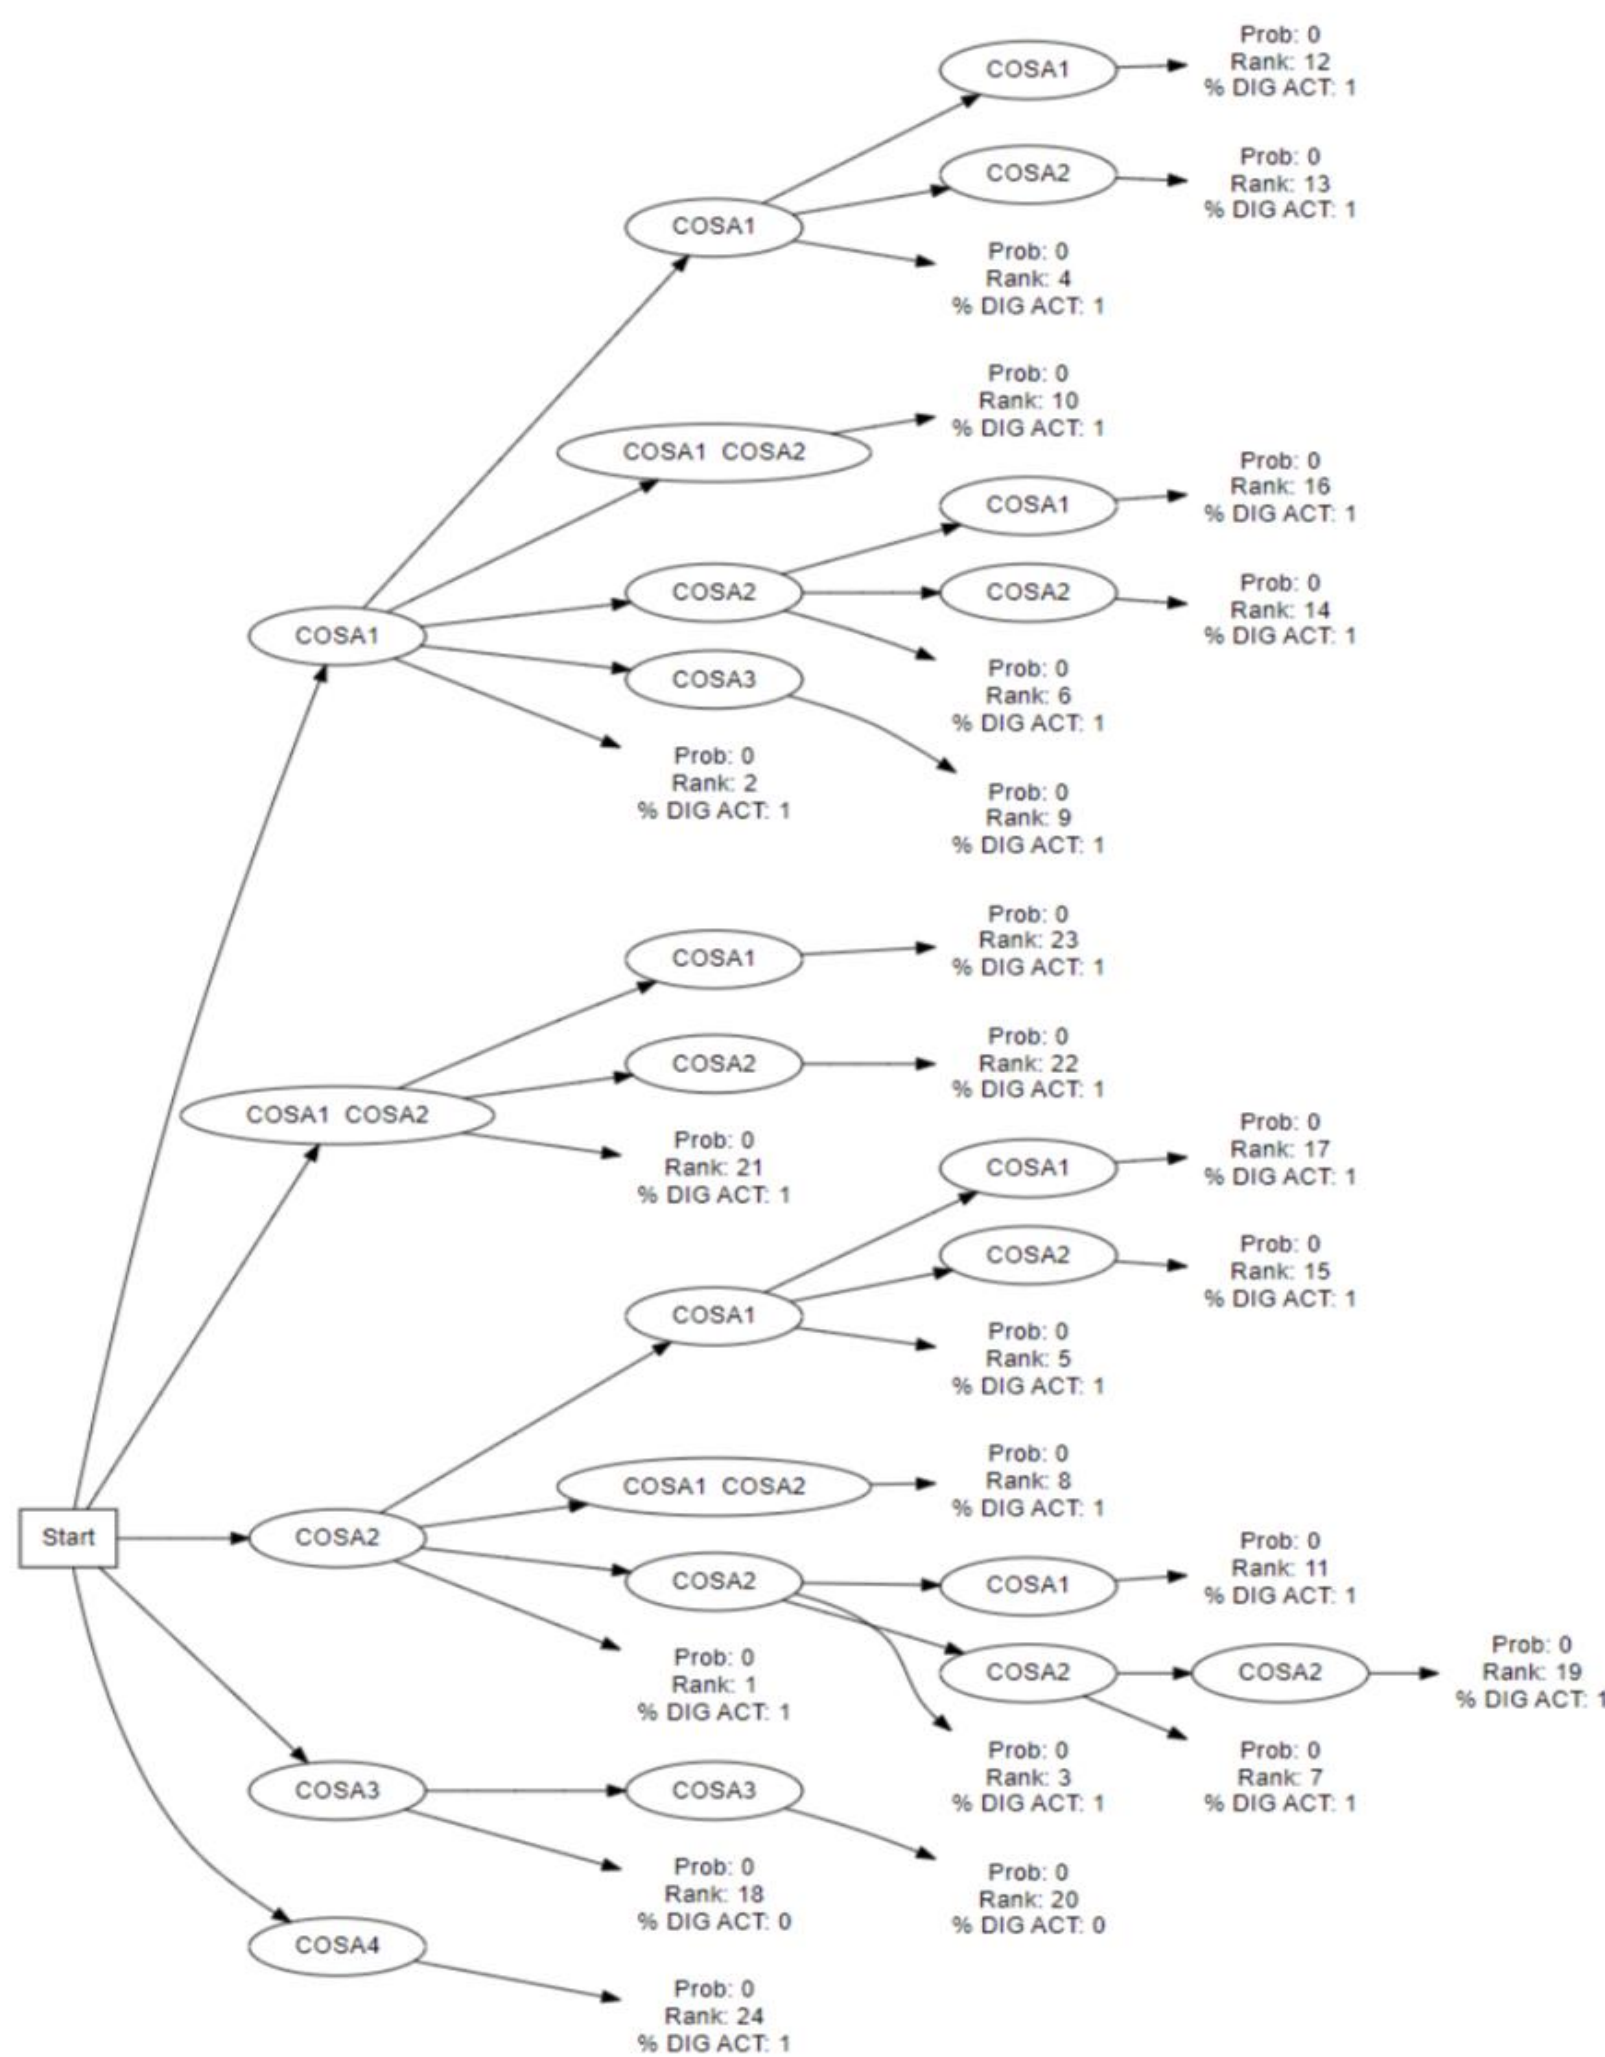 COSA1
Prob: 0
Rank: 12
% DIG ACT: 1
COSA2
Prob: 0
Rank: 13
% DIG ACT: 1
COSA1
Prob: 0
Rank: 4
% DIG ACT: 1
COSA1 COSA2
Prob: 0
Rank: 10
% DIG ACT: 1
COSA1
Prob: 0
Rank: 16
% DIG ACT: 1
COSA2
COSA2
Prob: 0
Rank: 14
% DIG ACT: 1
COSA1
COSA3
Prob: 0
Rank: 6
% DIG ACT: 1
Prob: 0
Rank: 2
% DIG ACT: 1
Prob: 0
Rank: 9
% DIG ACT: 1
COSA1
Prob: 0
Rank: 23
% DIG ACT: 1
COSA2
Prob: 0
Rank: 22
% DIG ACT: 1
COSA1 COSA2
Prob: 0
Rank: 21
% DIG ACT: 1
COSA1
Prob: 0
Rank: 17
% DIG ACT: 1
COSA2
Prob: 0
Rank: 15
% DIG ACT: 1
COSA1
Prob: 0
Rank: 5
% DIG ACT: 1
COSA1 COSA2
Prob: 0
Rank: 8
% DIG ACT: 1
Start
COSA2
COSA2
COSA1
Prob: 0
Rank: 11
% DIG ACT: 1
Prob: 0
Rank: 1
% DIG ACT: 1
COSA2
COSA2
Prob: 0
Rank: 19
% DIG ACT: 1
Prob: 0
Rank: 3
% DIG ACT: 1
Prob: 0
Rank: 7
% DIG ACT: 1
COSA3
COSA3
Prob: 0
Rank: 18
% DIG ACT: 0
Prob: 0
Rank: 20
% DIG ACT: 0
COSA4
Prob: 0
Rank: 24
% DIG ACT: 1